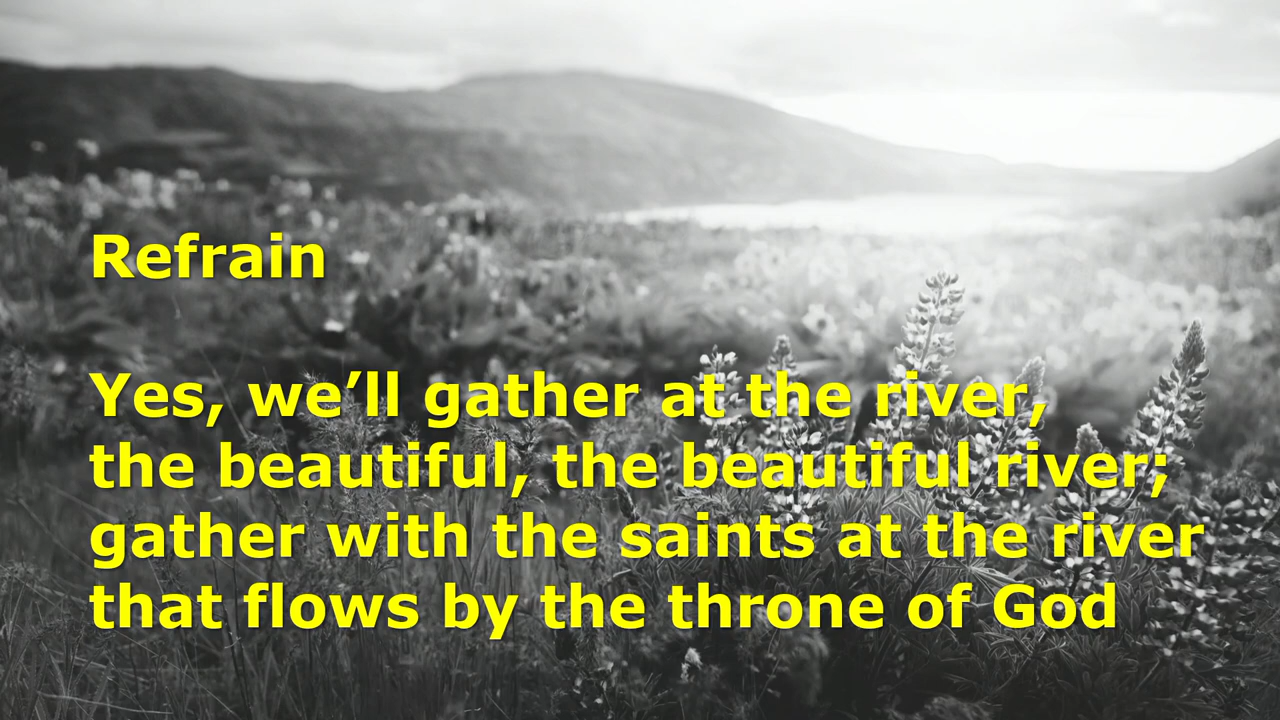 Refrain
Yes, we’ll gather at the river,
the beautiful, the beautiful river;
gather with the saints at the river
that flows by the throne of God